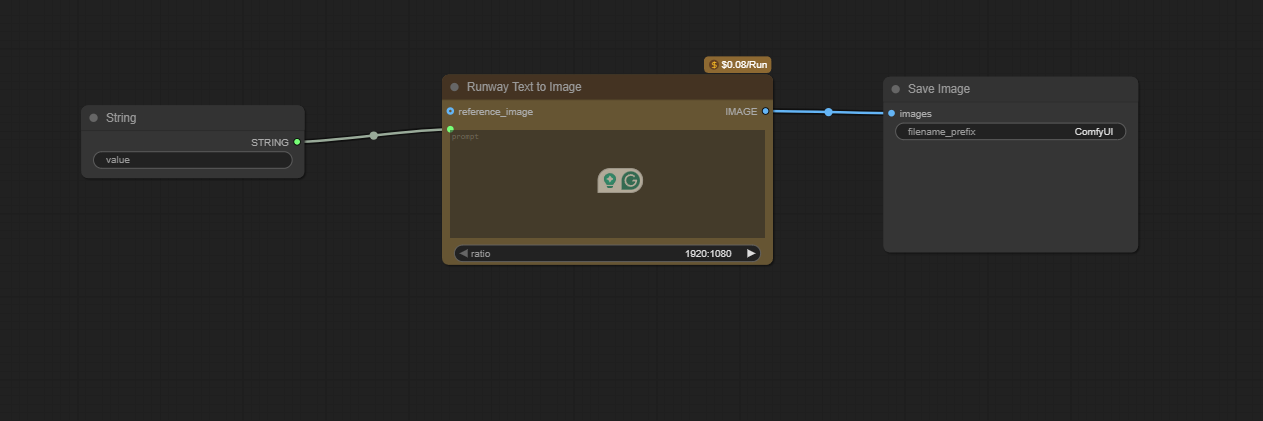 String
STRING
value
$0.08/Run
Runway Text to Image
reference_image
IMAGE
prompt
ratio
1920:1080
Save Image
images
filename_prefix
ComfyUI